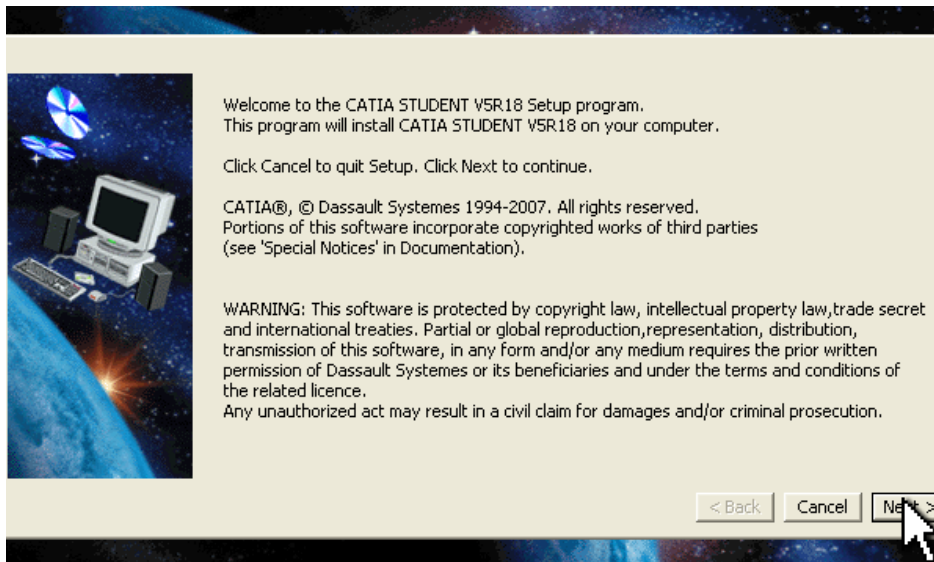 Welcome to the CATIA STUDENT V5R18 Setup program.
This program will install CATIA STUDENT V5R18 on your computer.
Click Cancel to quit Setup. Click Next to continue.
CATIA®, © Dassault Systemes 1994-2007. All rights reserved.
Portions of this software incorporate copyrighted works of third parties
(see 'Special Notices' in Documentation).
WARNING: This software is protected by copyright law, intellectual property law,trade secret
and international treaties. Partial or global reproduction,representation, distribution,
transmission of this software, in any form and/or any medium requires the prior written
permission of Dassault Systemes or its beneficiaries and under the terms and conditions of
the related licence.
Any unauthorized act may result in a civil claim for damages and/or criminal prosecution.
< Back Cancel Next >